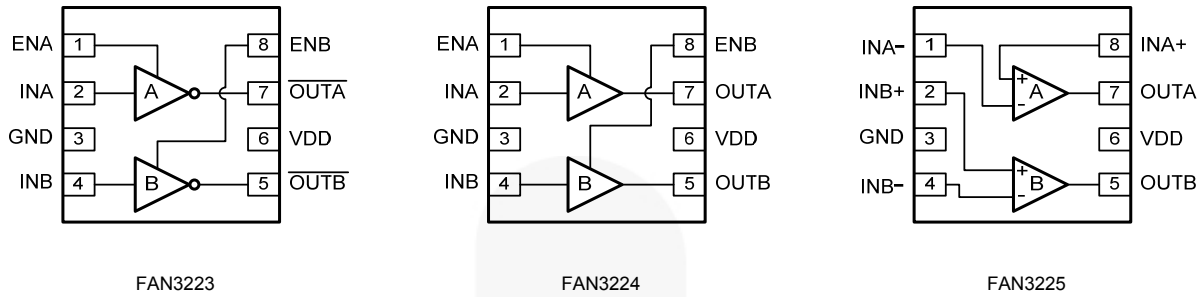 ENA 1 8 ENB
INA 2 A 7 OUTA
GND 3 6 VDD
INB 4 B 5 OUTB
FAN3223
ENA 1 8 ENB
INA 2 A 7 OUTA
GND 3 6 VDD
INB 4 B 5 OUTB
FAN3224
INA- 1 8 INA+
INB+ 2 + - A 7 OUTA
GND 3 6 VDD
INB- 4 + - B 5 OUTB
FAN3225